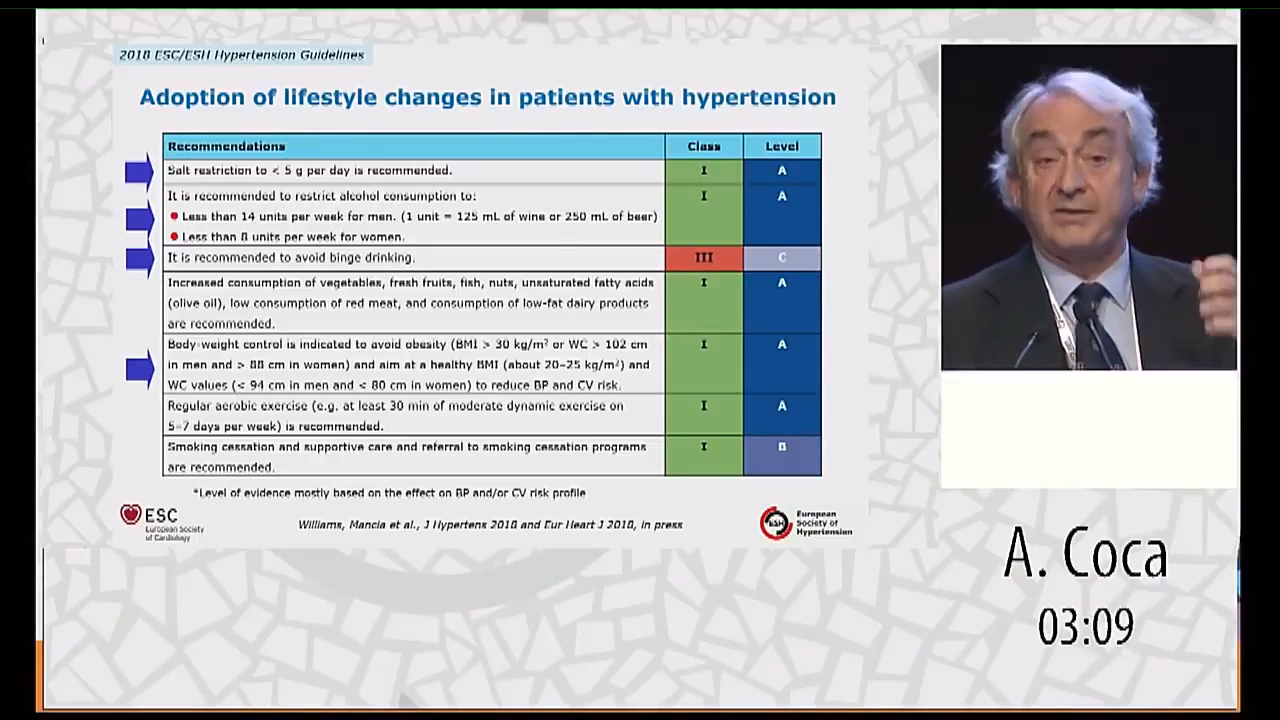 2018 ESC/ESH Hypertension Guidelines
Adoption of lifestyle changes in patients with hypertension
Recommendations Class Level
Salt restriction to < 5 g per day is recommended. I A
It is recommended to restrict alcohol consumption to: I A
● Less than 14 units per week for men. (1 unit = 125 mL of wine or 250 mL of beer)
● Less than 8 units per week for women.
It is recommended to avoid binge drinking. III C
Increased consumption of vegetables, fresh fruits, fish, nuts, unsaturated fatty acids I A
(olive oil), low consumption of red meat, and consumption of low-fat dairy products
are recommended.
Body-weight control is indicated to avoid obesity (BMI > 30 kg/m² or WC > 102 cm I A
in men and > 88 cm in women) and aim at a healthy BMI (about 20–25 kg/m²) and
WC values (< 94 cm in men and < 80 cm in women) to reduce BP and CV risk.
Regular aerobic exercise (e.g. at least 30 min of moderate dynamic exercise on I A
5–7 days per week) is recommended.
Smoking cessation and supportive care and referral to smoking cessation programs I B
are recommended.
*Level of evidence mostly based on the effect on BP and/or CV risk profile
ESC
European Society
of Cardiology
Williams, Mancia et al., J Hypertens 2018 and Eur Heart J 2018, in press
ESH
European
Society of
Hypertension
A. Coca
03:09